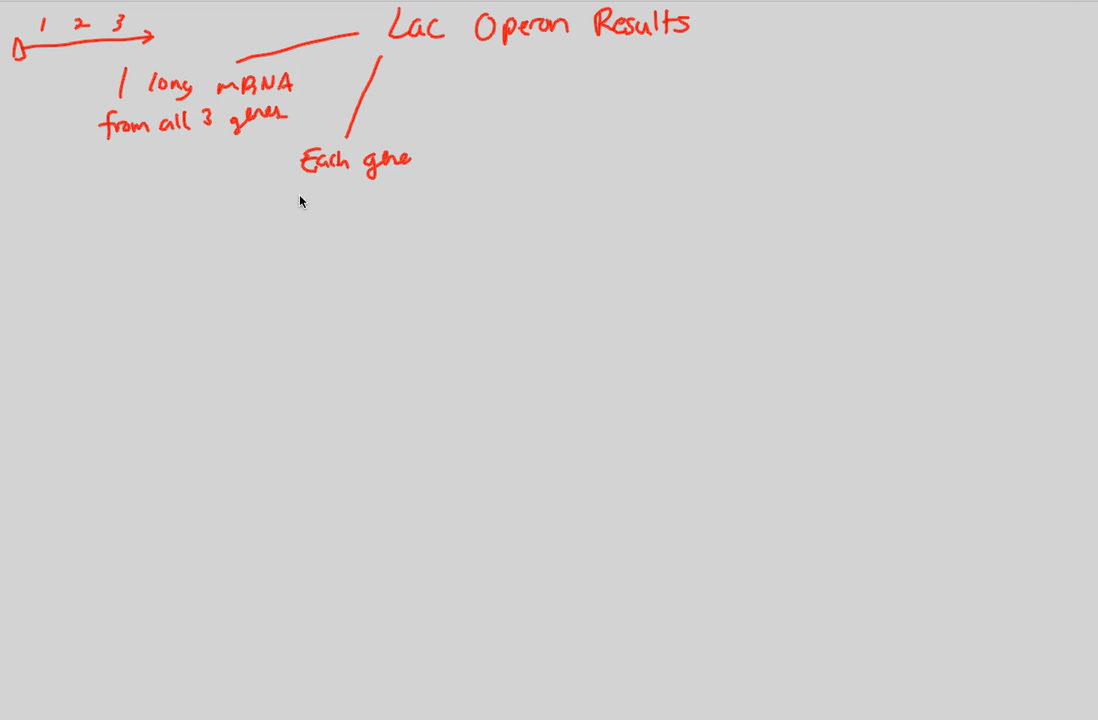 1 2 3
Lac Operon Results
1 long mRNA
from all 3 genes
Each gene